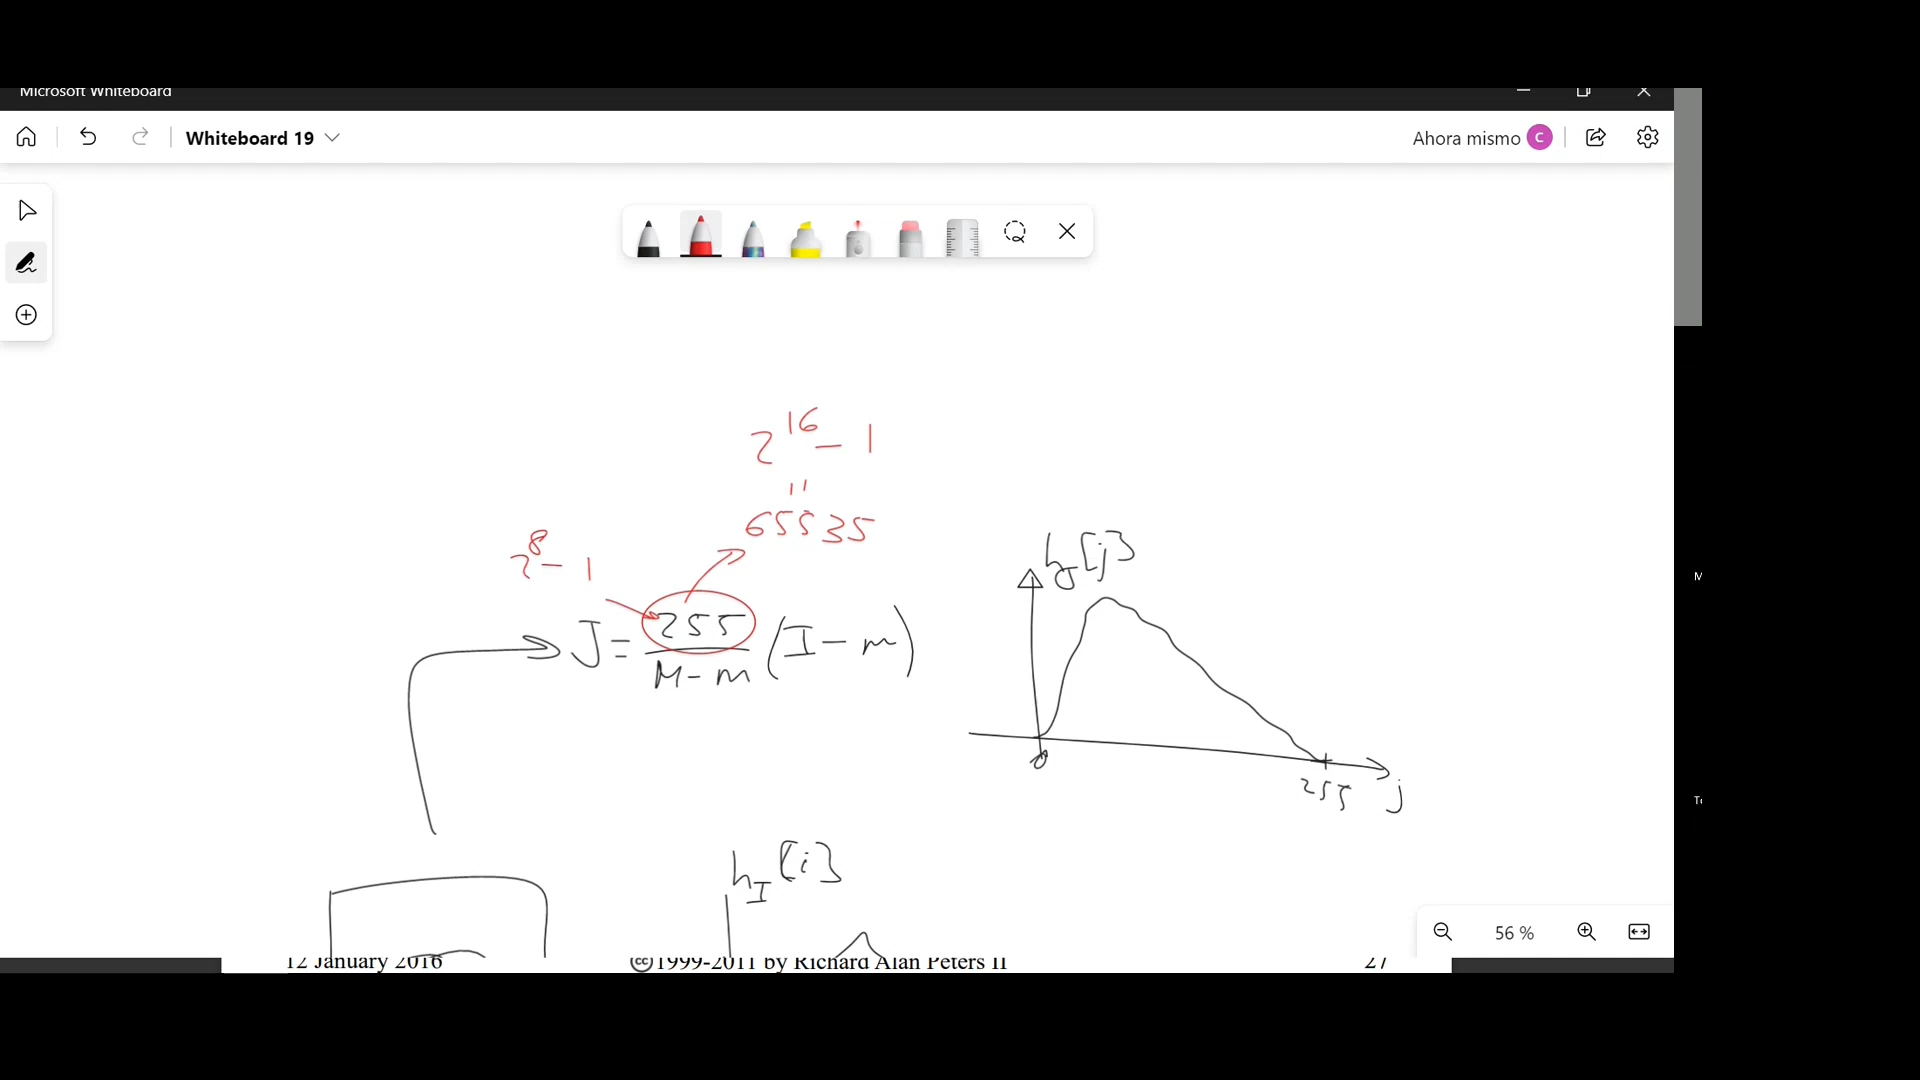 Microsoft Whiteboard
Whiteboard 19
Ahora mismo C
2^16 - 1
"
65535
2^8 - 1
J = 255 / M - m (I - m)
h_J[j]
0
255 j
h_I[i]
56 %
12 January 2016 cc 1999-2011 by Richard Alan Peters II 27
M